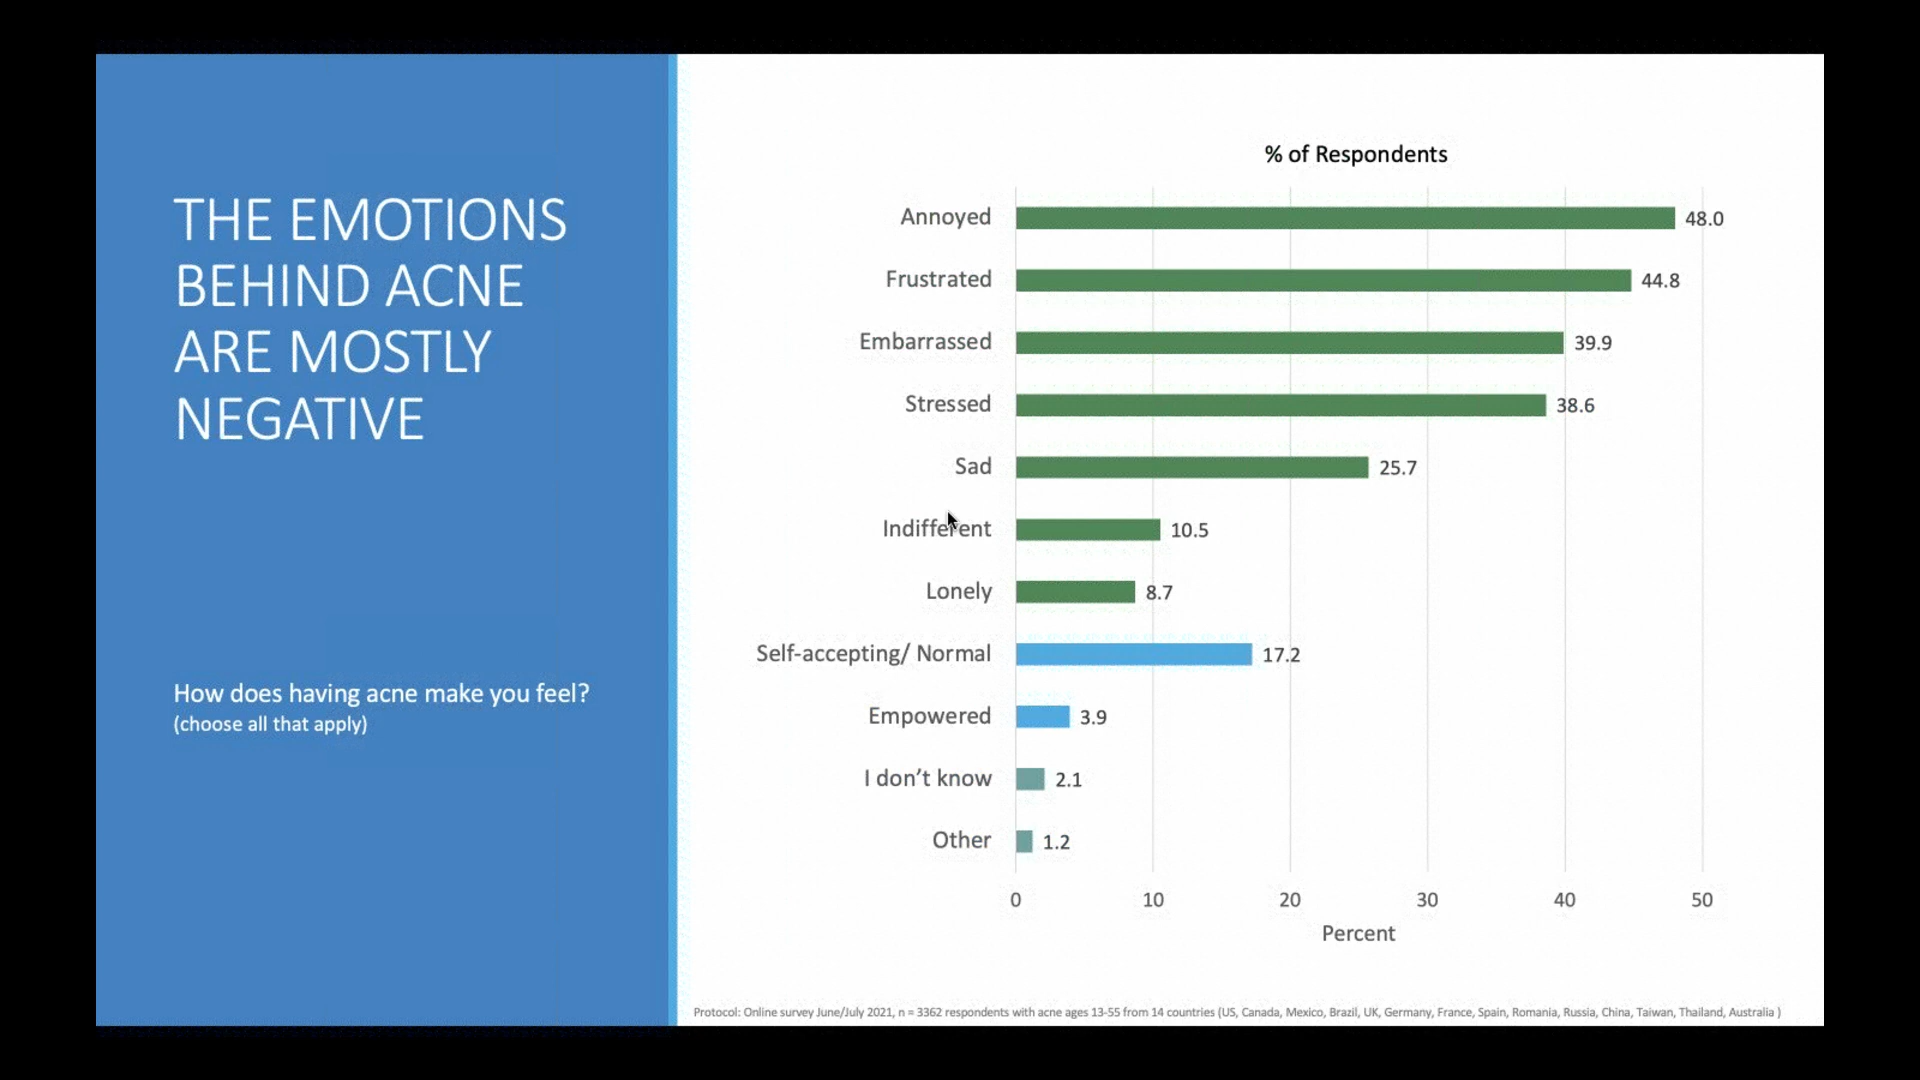 THE EMOTIONS
BEHIND ACNE
ARE MOSTLY
NEGATIVE
How does having acne make you feel?
(choose all that apply)
% of Respondents
Annoyed 48.0
Frustrated 44.8
Embarrassed 39.9
Stressed 38.6
Sad 25.7
Indifferent 10.5
Lonely 8.7
Self-accepting/ Normal 17.2
Empowered 3.9
I don’t know 2.1
Other 1.2
0 10 20 30 40 50
Percent
Protocol: Online survey June/July 2021, n = 3362 respondents with acne ages 13-55 from 14 countries (US, Canada, Mexico, Brazil, UK, Germany, France, Spain, Romania, Russia, China, Taiwan, Thailand, Australia )